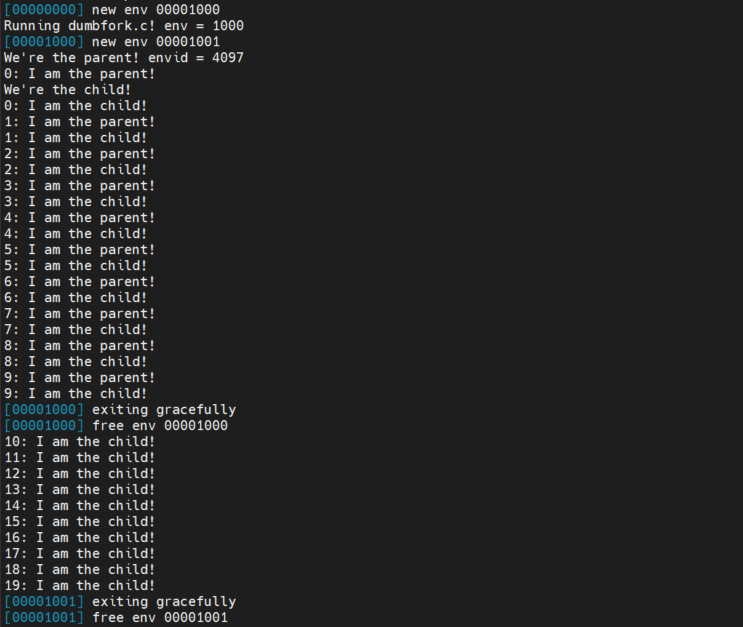 [00000000] new env 00001000
Running dumbfork.c! env = 1000
[00001000] new env 00001001
We're the parent! envid = 4097
0: I am the parent!
We're the child!
0: I am the child!
1: I am the parent!
1: I am the child!
2: I am the parent!
2: I am the child!
3: I am the parent!
3: I am the child!
4: I am the parent!
4: I am the child!
5: I am the parent!
5: I am the child!
6: I am the parent!
6: I am the child!
7: I am the parent!
7: I am the child!
8: I am the parent!
8: I am the child!
9: I am the parent!
9: I am the child!
[00001000] exiting gracefully
[00001000] free env 00001000
10: I am the child!
11: I am the child!
12: I am the child!
13: I am the child!
14: I am the child!
15: I am the child!
16: I am the child!
17: I am the child!
18: I am the child!
19: I am the child!
[00001001] exiting gracefully
[00001001] free env 00001001